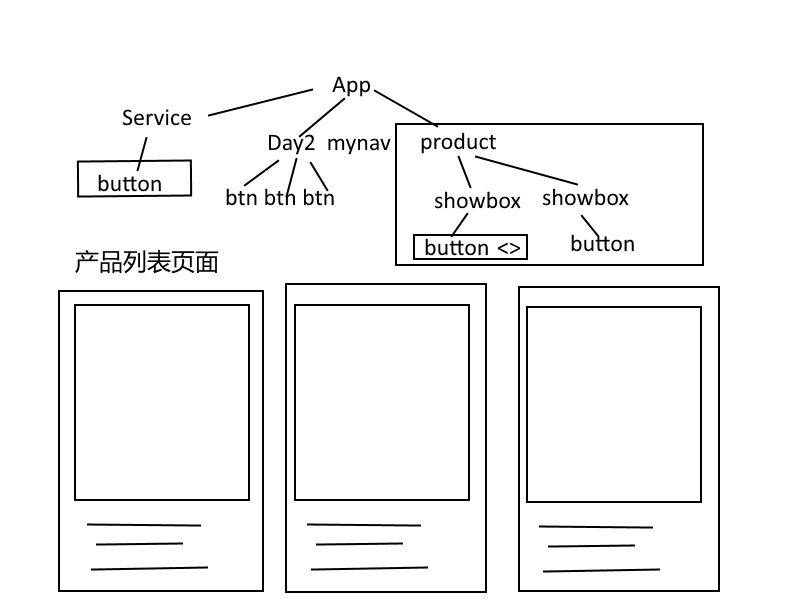 App
Service
Day2 mynav product
button
btn btn btn showbox showbox
button <> button
产品列表页面